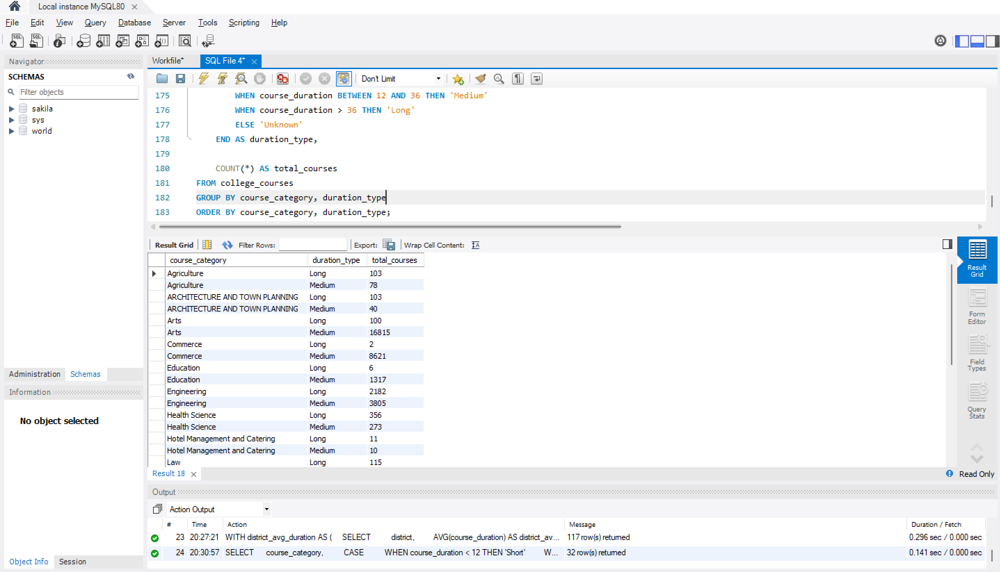 Local instance MySQL80
File Edit View Query Database Server Tools Scripting Help
Navigator
SCHEMAS
Filter objects
sakila
sys
world
Administration Schemas
Information
No object selected
Object Info Session
Workfile* SQL File 4*
Don't Limit
175 WHEN course_duration BETWEEN 12 AND 36 THEN 'Medium'
176 WHEN course_duration > 36 THEN 'Long'
177 ELSE 'Unknown'
178 END AS duration_type,
179
180 COUNT(*) AS total_courses
181 FROM college_courses
182 GROUP BY course_category, duration_type
183 ORDER BY course_category, duration_type;
Result Grid Filter Rows: Export: Wrap Cell Content:
course_category duration_type total_courses
Agriculture Long 103
Agriculture Medium 78
ARCHITECTURE AND TOWN PLANNING Long 103
ARCHITECTURE AND TOWN PLANNING Medium 40
Arts Long 100
Arts Medium 16815
Commerce Long 2
Commerce Medium 8621
Education Long 6
Education Medium 1317
Engineering Long 2182
Engineering Medium 3805
Health Science Long 356
Health Science Medium 273
Hotel Management and Catering Long 11
Hotel Management and Catering Medium 10
Law Long 115
Result
Grid
Form
Editor
Field
Types
Query
Stats
Result 18
Read Only
Output
Action Output
# Time Action Message Duration / Fetch
23 20:27:21 WITH district_avg_duration AS ( SELECT district, AVG(course_duration) AS district_av... 117 row(s) returned 0.296 sec / 0.000 sec
24 20:30:57 SELECT course_category, CASE WHEN course_duration < 12 THEN 'Short' W... 32 row(s) returned 0.141 sec / 0.000 sec